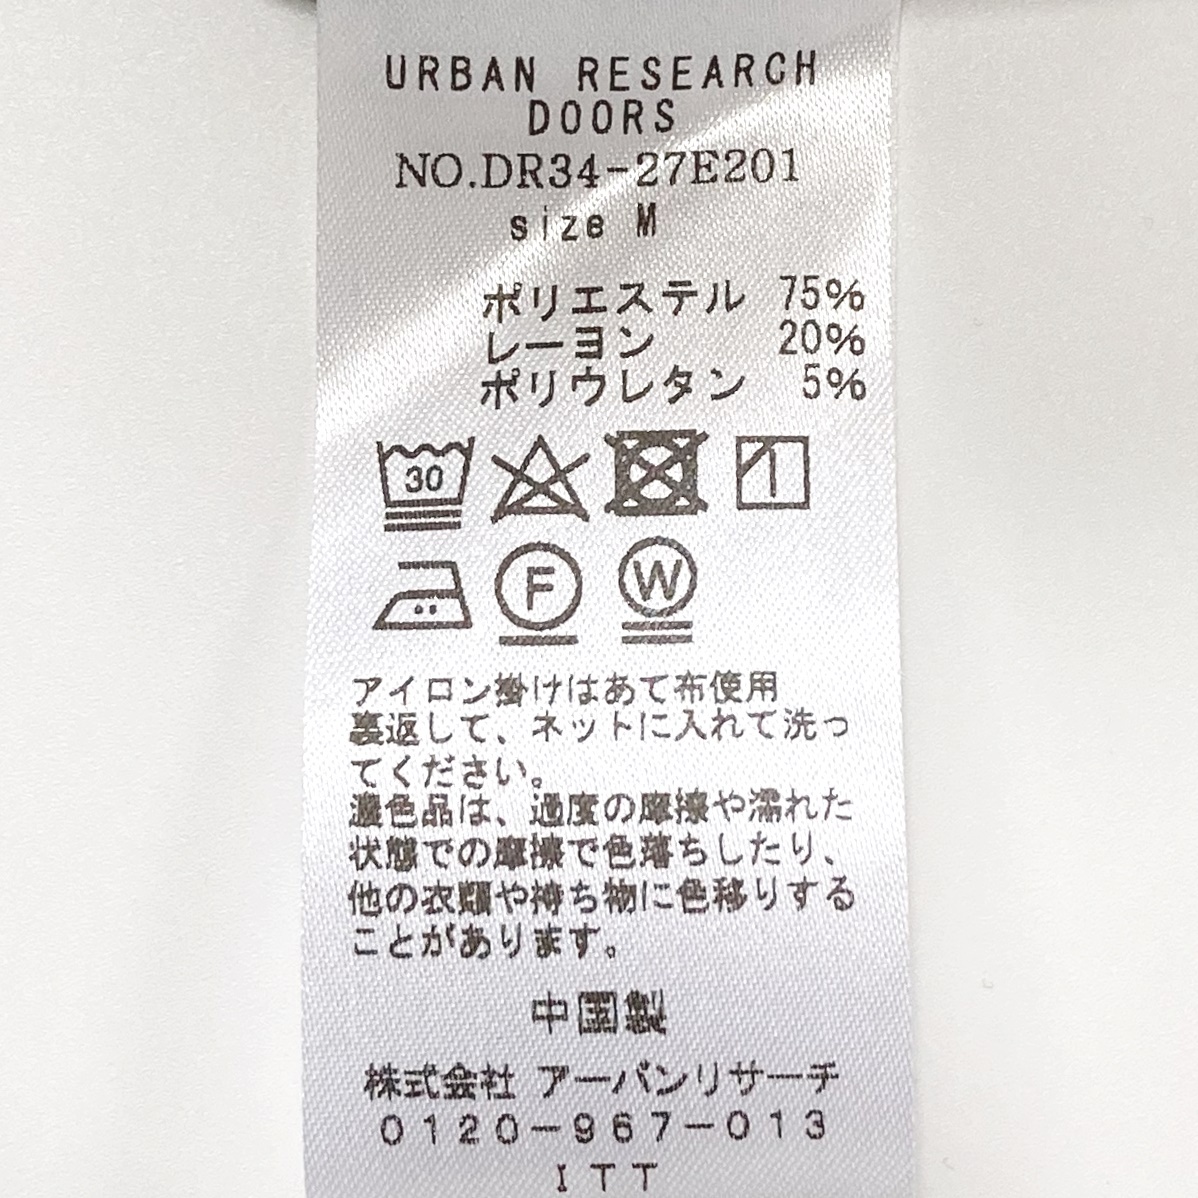 URBAN RESEARCH
DOORS
NO.DR34-27E201
size M
ポリエステル 75%
レーヨン 20%
ポリウレタン 5%
30
F W
アイロン掛けはあて布使用
裏返して、ネットに入れて洗っ
てください。
濃色品は、過度の摩擦や濡れた
状態での摩擦で色落ちしたり、
他の衣類や持ち物に色移りする
ことがあります。
中国製
株式会社 アーバンリサーチ
0120-967-013
ITT